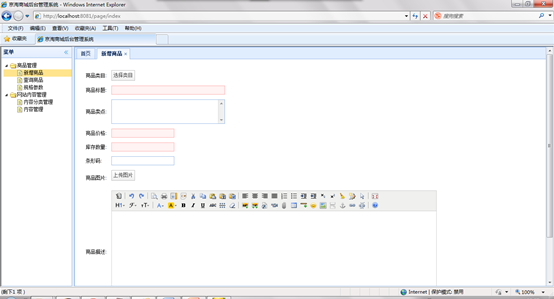 京淘商城后台管理系统 - Windows Internet Explorer
http://localhost:8081/page/index
搜狗搜索
文件(F) 编辑(E) 查看(V) 收藏夹(A) 工具(T) 帮助(H)
收藏夹 京淘商城后台管理系统
菜单
首页 新增商品
商品管理
新增商品
查询商品
规格参数
网站内容管理
内容分类管理
内容管理
商品类目: 选择类目
商品标题:
商品卖点:
商品价格:
库存数量:
条形码:
商品图片: 上传图片
商品描述:
Internet | 保护模式: 禁用
100%